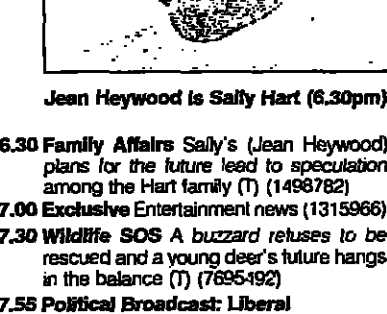 Jean Heywood is Sally Hart (6.30pm)
6.30 Family Affairs Sally's (Jean Heywood)
plans for the future lead to speculation
among the Hart family (T) (1498782)
7.00 Exclusive Entertainment news (1315966)
7.30 Wildlife SOS A buzzard refuses to be
rescued and a young deer's future hangs
in the balance (T) (7695492)
7.55 Political Broadcast: Liberal